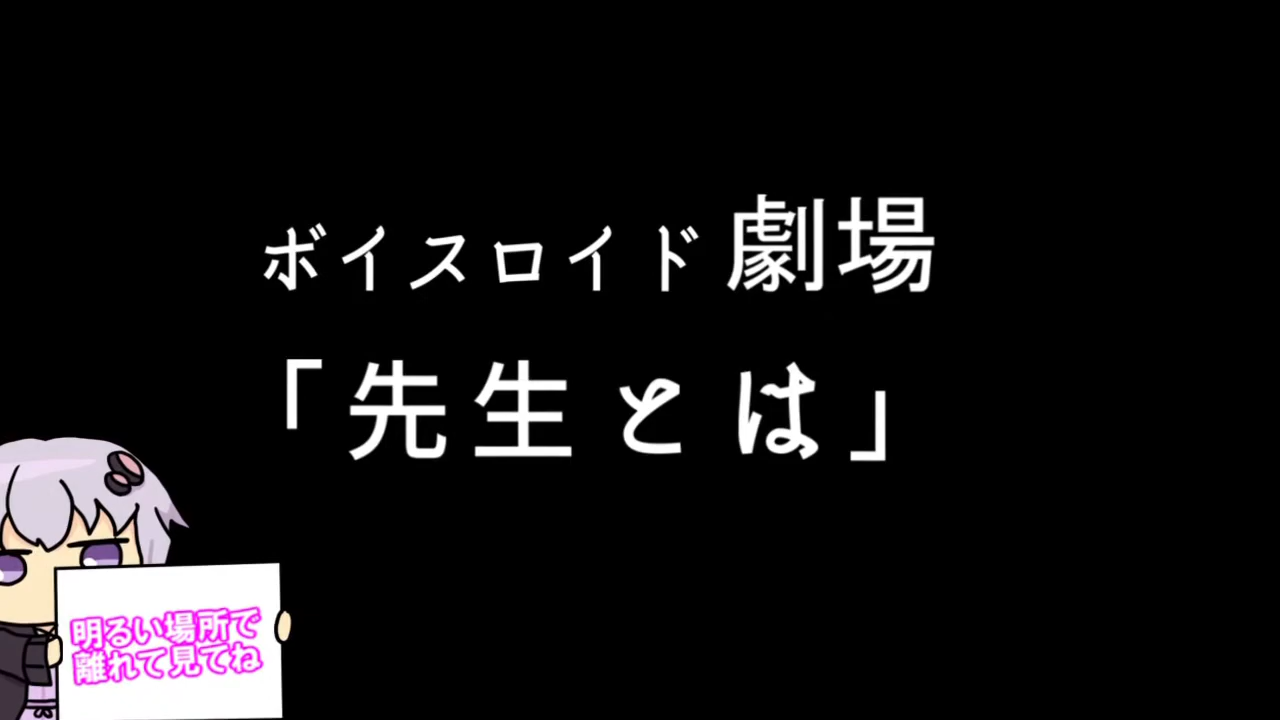 ボイスロイド劇場
「先生とは」
明るい場所で
離れて見てね